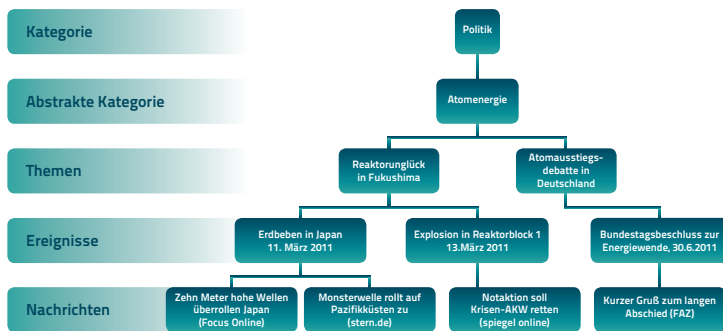 Kategorie
Politik
Abstrakte Kategorie
Atomenergie
Themen
Reaktorunglück
in Fukushima
Atomausstiegs-
debatte in
Deutschland
Ereignisse
Erdbeben in Japan
11. März 2011
Explosion in Reaktorblock 1
13.März 2011
Bundestagsbeschluss zur
Energiewende, 30.6.2011
Nachrichten
Zehn Meter hohe Wellen
überrollen Japan
(Focus Online)
Monsterwelle rollt auf
Pazifikküsten zu
(stern.de)
Notaktion soll
Krisen-AKW retten
(spiegel online)
Kurzer Gruß zum langen
Abschied (FAZ)